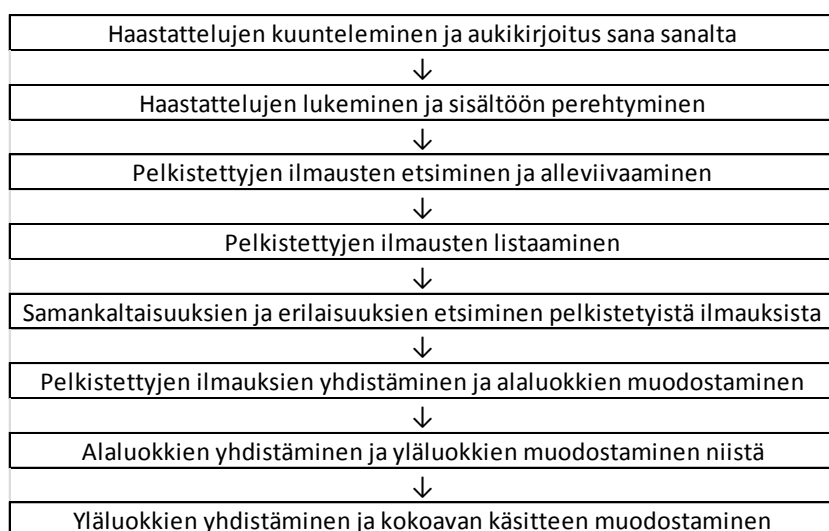 Haastattelujen kuunteleminen ja aukikirjoitus sana sanalta
↓
Haastattelujen lukeminen ja sisältöön perehtyminen
↓
Pelkistettyjen ilmausten etsiminen ja alleviivaaminen
↓
Pelkistettyjen ilmausten listaaminen
↓
Samankaltaisuuksien ja erilaisuuksien etsiminen pelkistetyistä ilmauksista
↓
Pelkistettyjen ilmauksien yhdistäminen ja alaluokkien muodostaminen
↓
Alaluokkien yhdistäminen ja yläluokkien muodostaminen niistä
↓
Yläluokkien yhdistäminen ja kokoavan käsitteen muodostaminen